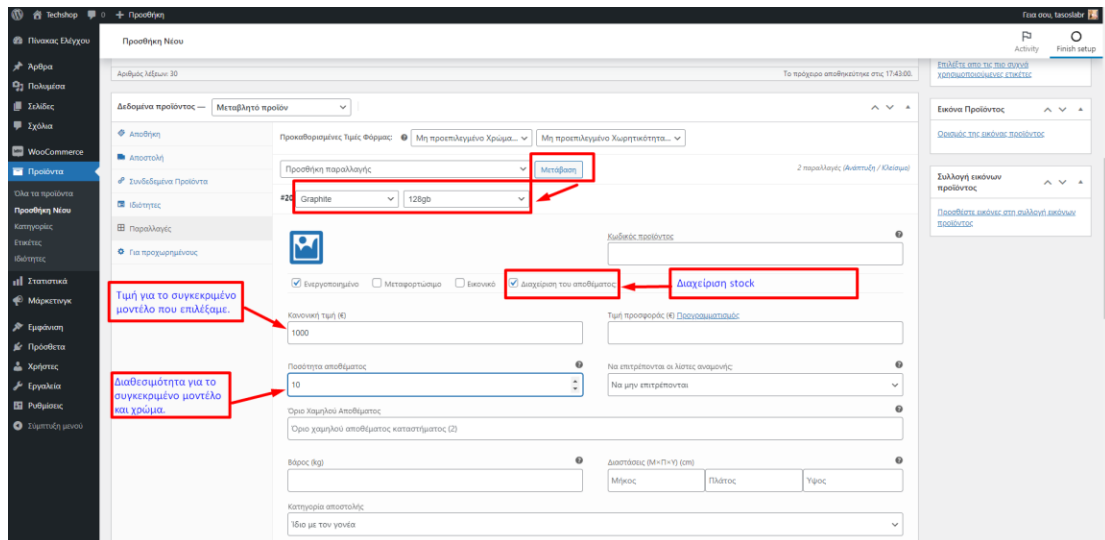 Techshop 0 + Προσθήκη
Γεια σου, tasoslabr
Πίνακας Ελέγχου
Άρθρα
Πολυμέσα
Σελίδες
Σχόλια
WooCommerce
Προϊόντα
Όλα τα προϊόντα
Προσθήκη Νέου
Κατηγορίες
Ετικέτες
Ιδιότητες
Στατιστικά
Μάρκετινγκ
Εμφάνιση
Πρόσθετα
Χρήστες
Εργαλεία
Ρυθμίσεις
Σύμπτυξη μενού
Προσθήκη Νέου
Activity
Finish setup
Αριθμός λέξεων: 30
Το πρόχειρο αποθηκεύτηκε στις 17:43:00.
Δεδομένα προϊόντος — Μεταβλητό προϊόν
Αποθήκη
Αποστολή
Συνδεδεμένα Προϊόντα
Ιδιότητες
Παραλλαγές
Για προχωρημένους
Προκαθορισμένες Τιμές Φόρμας: Μη προεπιλεγμένο Χρώμα... Μη προεπιλεγμένο Χωρητικότητα...
Προσθήκη παραλλαγής Μετάβαση 2 παραλλαγές (Ανάπτυξη / Κλείσιμο)
#20 Graphite 128gb
Κωδικός προϊόντος
Ενεργοποιημένο Μεταφορτώσιμο Εικονικό Διαχείριση του αποθέματος;
Διαχείριση stock
Τιμή για το συγκεκριμένο
μοντέλο που επιλέξαμε.
Κανονική τιμή (€)
1000
Τιμή προσφοράς (€) Προγραμματισμός
Ποσότητα αποθέματος
10
Να επιτρέπονται οι λίστες αναμονής;
Να μην επιτρέπονται
Διαθεσιμότητα για το
συγκεκριμένο μοντέλο
και χρώμα.
Όριο Χαμηλού Αποθέματος
Όριο χαμηλού αποθέματος καταστήματος (2)
Βάρος (kg)
Διαστάσεις (Μ×Π×Υ) (cm)
Μήκος Πλάτος Υψος
Κατηγορία αποστολής
Ίδιο με τον γονέα
Επιλέξτε απο τις πιο συχνά
χρησιμοποιούμενες ετικέτες
Εικόνα Προϊόντος
Ορισμός της εικόνας προϊόντος
Συλλογή εικόνων
προϊόντος
Προσθέστε εικόνες στη συλλογή εικόνων
προϊόντος